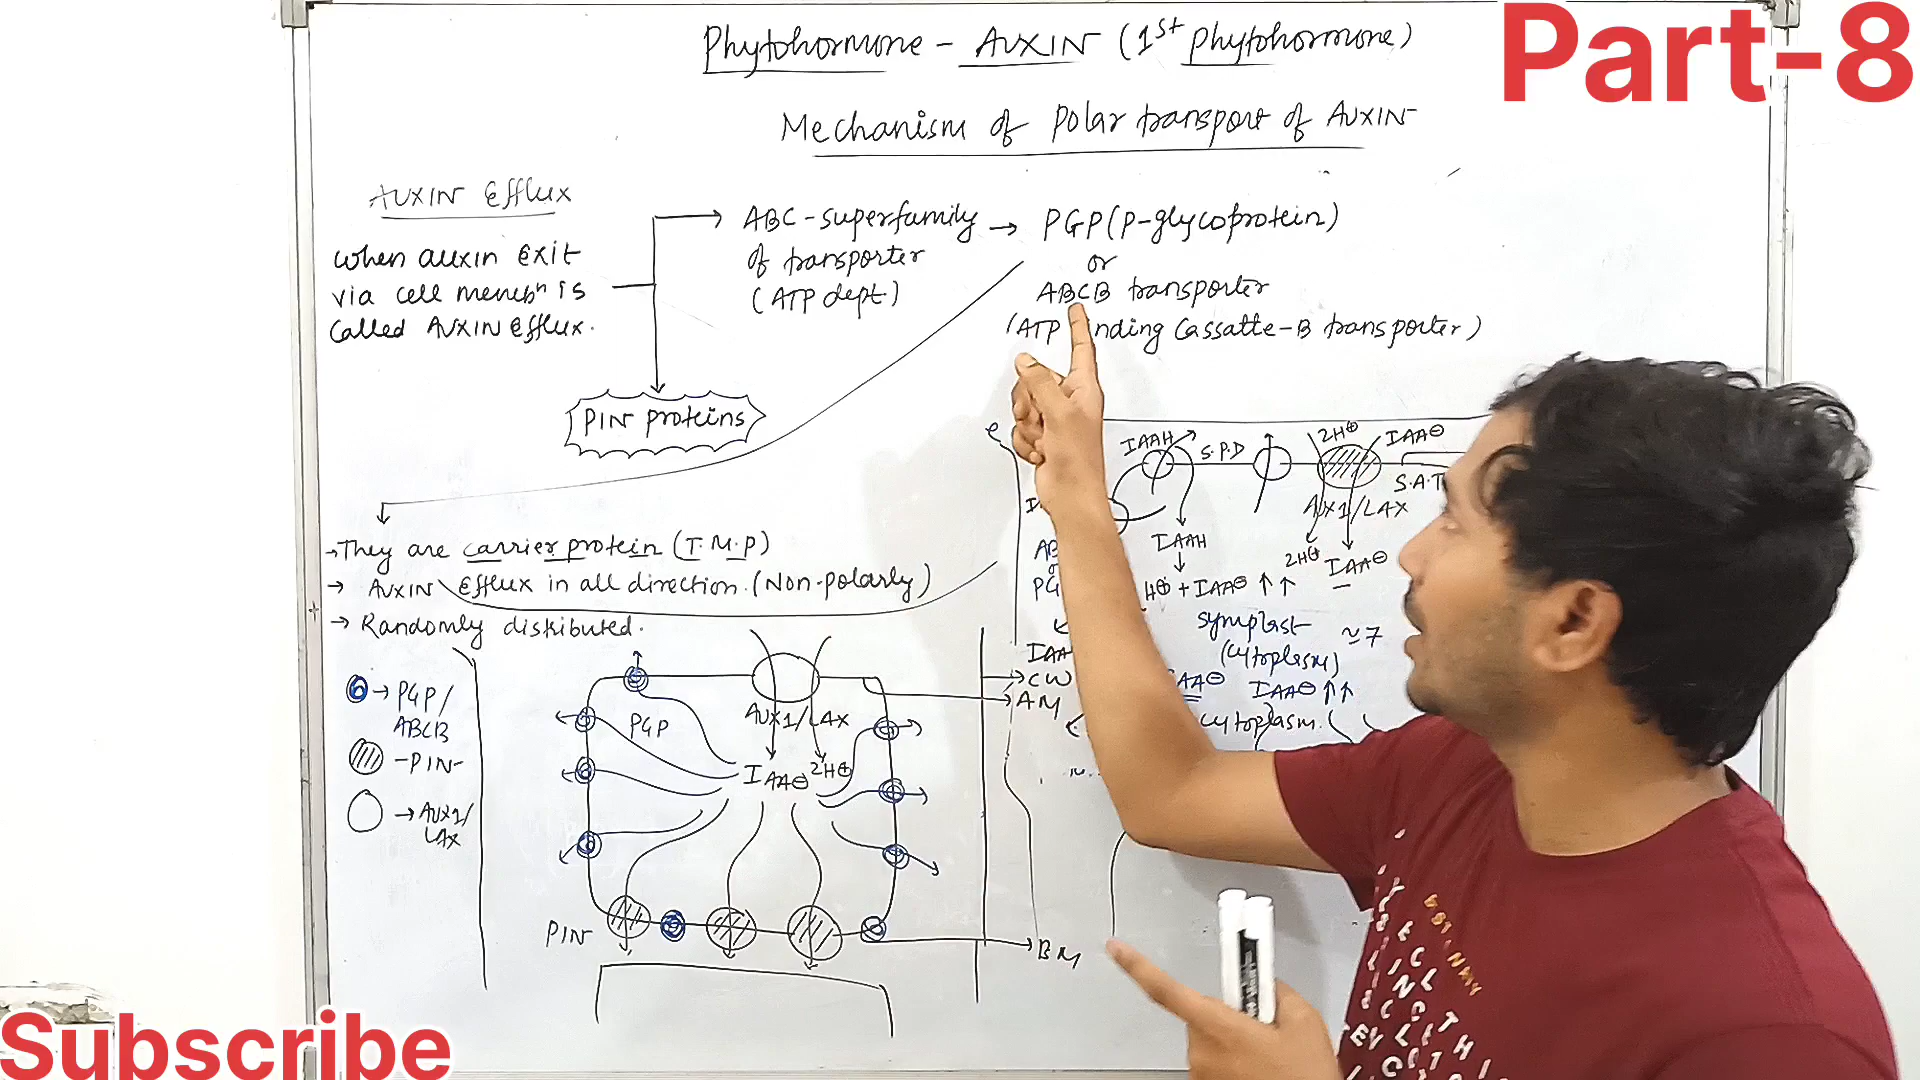 Part-8
Phytohormone - AUXIN (1st phytohormone)
Mechanism of Polar transport of AUXIN
AUXIN Efflux
when auxin exit
via cell membn is
called AUXIN Efflux.
ABC-superfamily
of transporter
(ATP dept)
→ PGP (P-glycoprotein)
or
ABCB transporter
(ATP inding Cassatte-B transporter)
PIN proteins
→They are carrier protein (T.M.P)
→ AUXIN Efflux in all direction. (Non-polarly)
→ Randomly distributed.
→ PGP/
ABCB
-PIN-
→ AUX1/
LAX
PGP
AUX1/LAX
IAA⊖ 2H⊕
PIN
CW
AM
BM
IAAH
S.P.D
2H⊕
IAA⊖
S.A.T
AUX1/LAX
IAAH
2H⊕
IAA⊖
H⊕ + IAA⊖ ↑↑
symplast
(cytoplasm)
≃7
IAA⊖ ↑↑
cytoplasm.
Subscribe